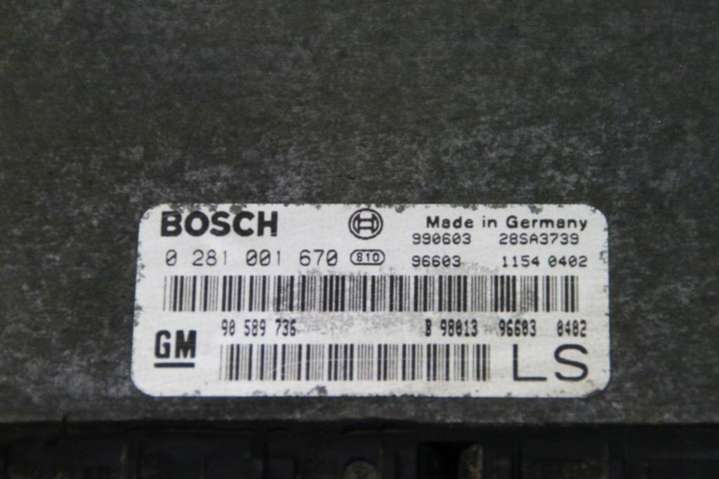 BOSCH Made in Germany
990603 28SA3739
0 281 001 670 810 96603 1154 0402
GM 90 589 736 B 98013 96603 0402
LS